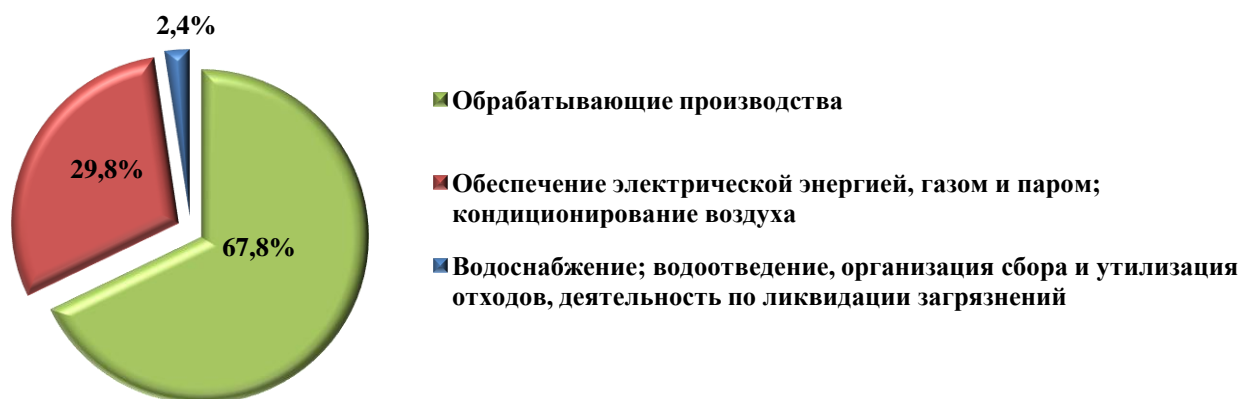 2,4%
29,8%
67,8%
Обрабатывающие производства
Обеспечение электрической энергией, газом и паром;
кондиционирование воздуха
Водоснабжение; водоотведение, организация сбора и утилизация
отходов, деятельность по ликвидации загрязнений